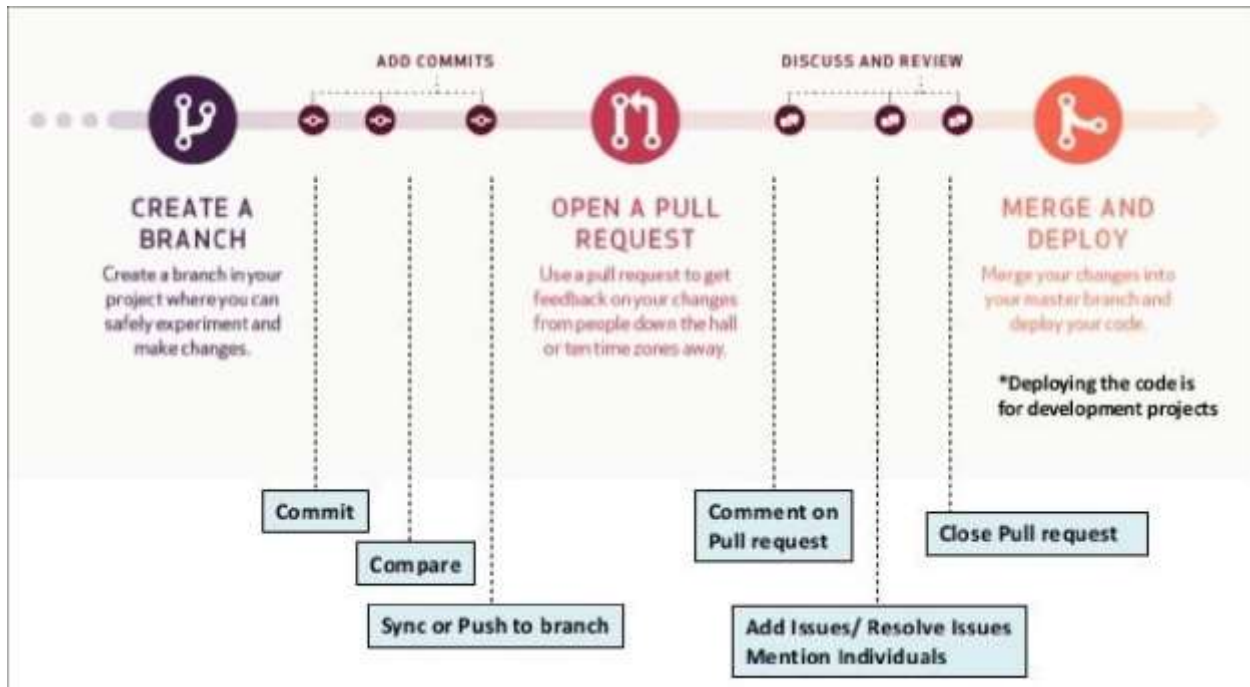 ADD COMMITS
DISCUSS AND REVIEW
CREATE A
BRANCH
Create a branch in your
project where you can
safely experiment and
make changes.
OPEN A PULL
REQUEST
Use a pull request to get
feedback on your changes
from people down the hall
or ten time zones away.
MERGE AND
DEPLOY
Merge your changes into
your master branch and
deploy your code.
*Deploying the code is
for development projects
Commit
Compare
Sync or Push to branch
Comment on
Pull request
Add Issues/ Resolve Issues
Mention Individuals
Close Pull request